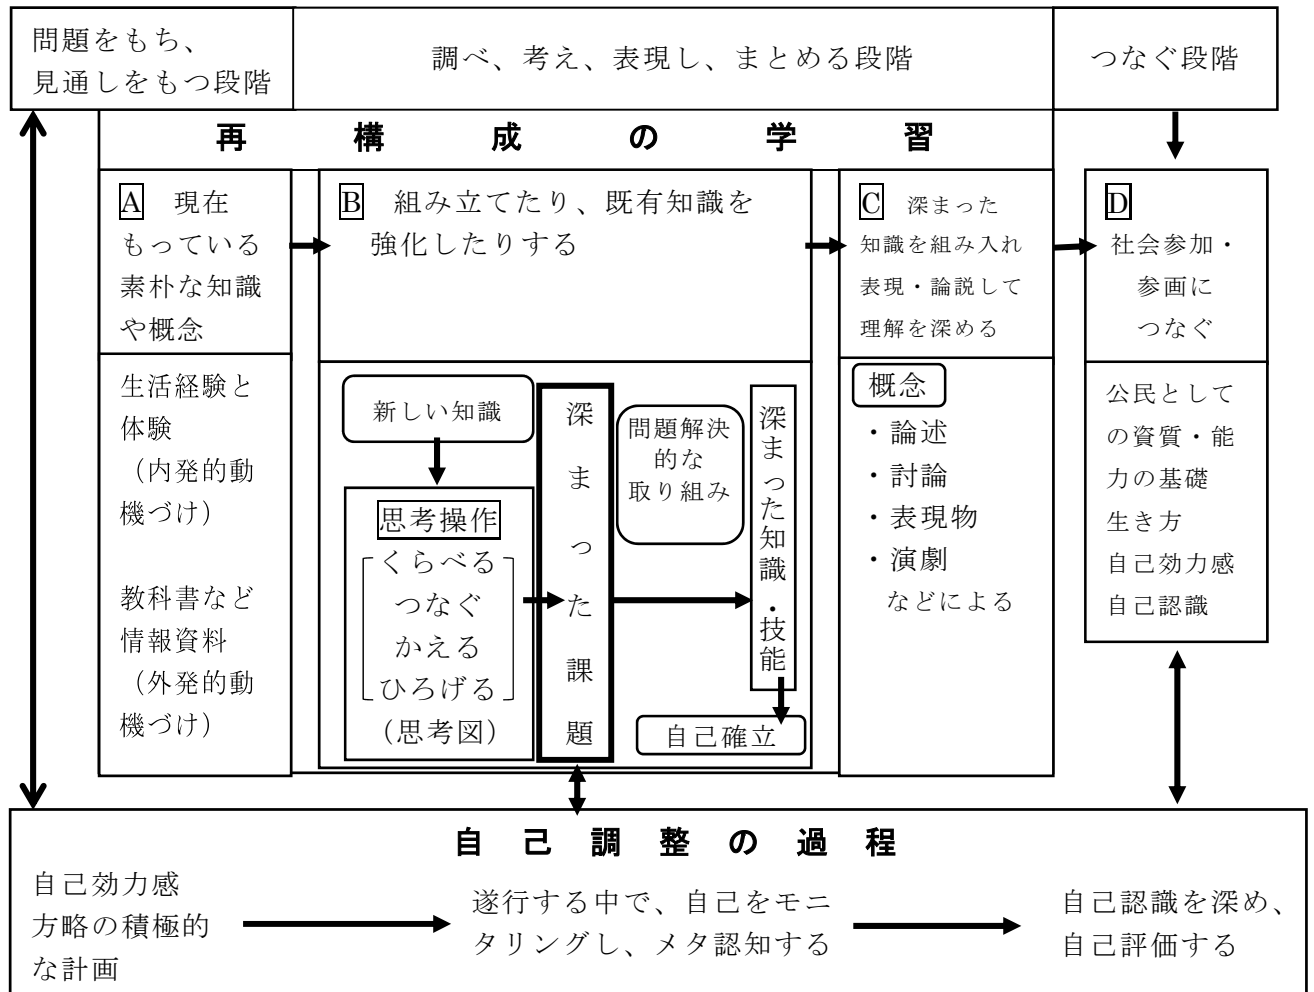 問題をもち、
見通しをもつ段階
調べ、考え、表現し、まとめる段階
つなぐ段階
再構成の学習
A 現在
もっている
素朴な知識
や概念
B 組み立てたり、既有知識を
強化したりする
C 深まった
知識を組み入れ
表現・論説して
理解を深める
D
社会参加・
参画に
つなぐ
生活経験と
体験
（内発的動
機づけ）
教科書など
情報資料
（外発的動
機づけ）
新しい知識
思考操作
くらべる
つなぐ
かえる
ひろげる
（思考図）
深まった課題
問題解決
的な
取り組み
深まった知識・技能
自己確立
概念
・論述
・討論
・表現物
・演劇
などによる
公民として
の資質・能
力の基礎
生き方
自己効力感
自己認識
自己調整の過程
自己効力感
方略の積極的
な計画
遂行する中で、自己をモニ
タリングし、メタ認知する
自己認識を深め、
自己評価する